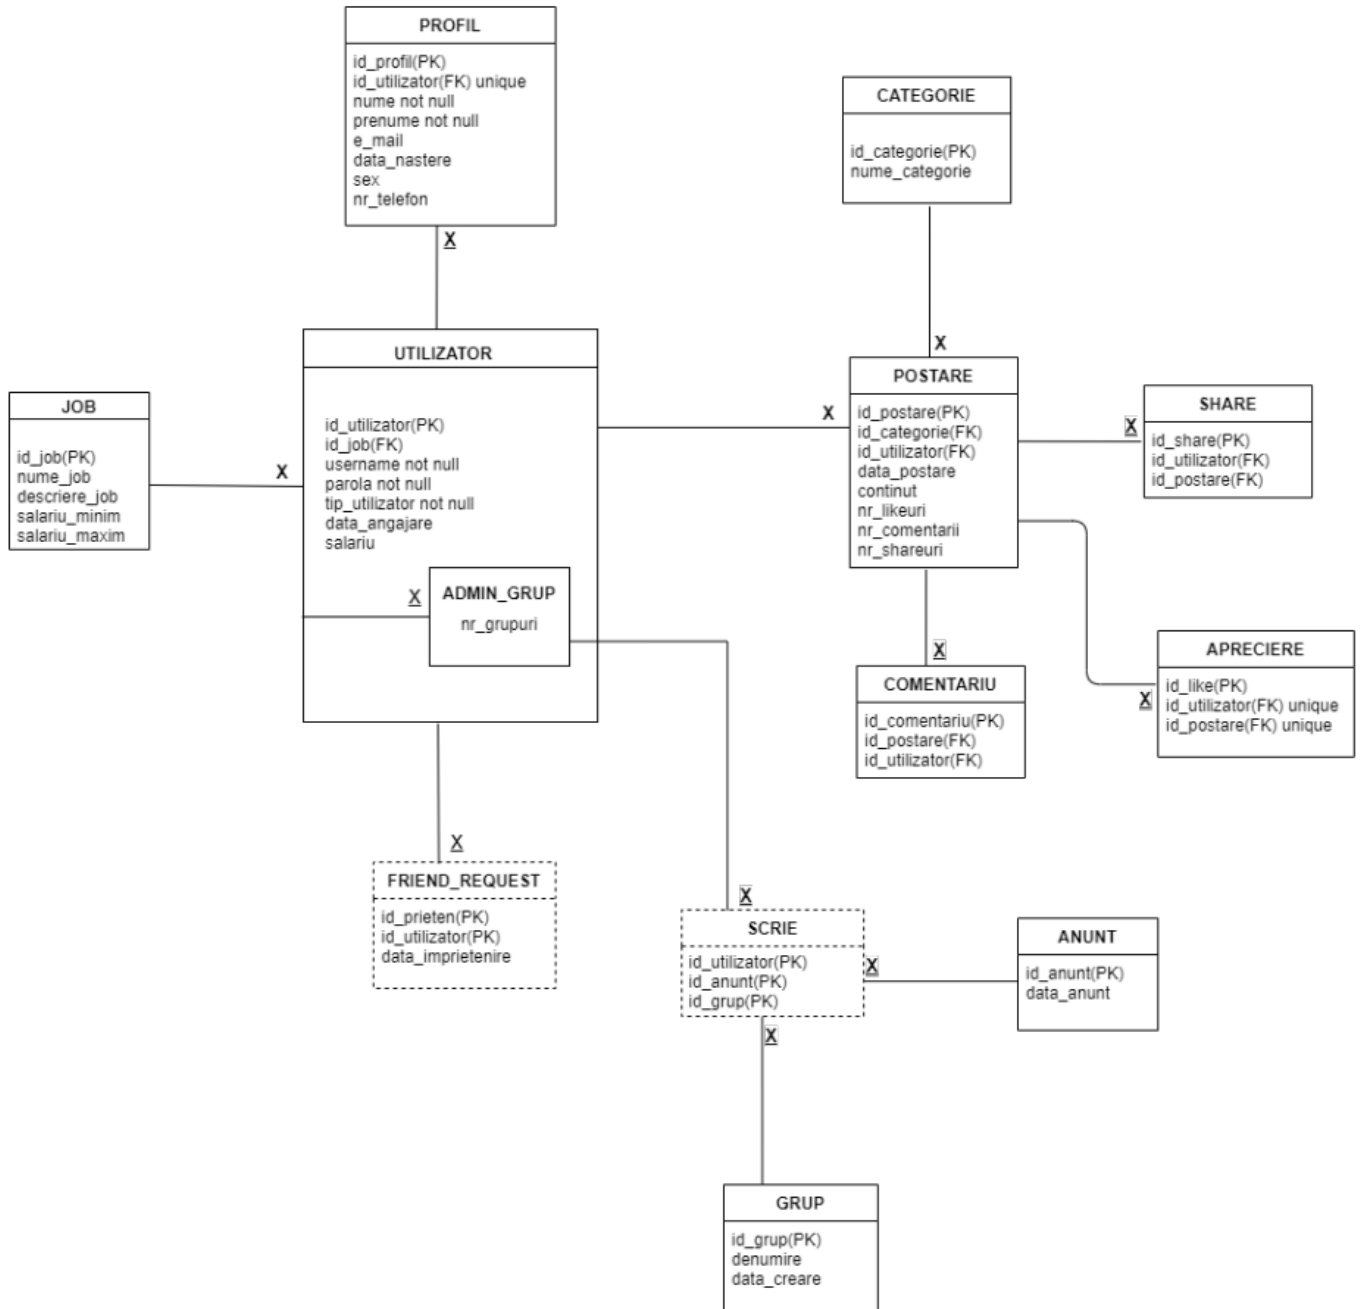 PROFIL
id_profil(PK)
id_utilizator(FK) unique
nume not null
prenume not null
e_mail
data_nastere
sex
nr_telefon
X
CATEGORIE
id_categorie(PK)
nume_categorie
X
UTILIZATOR
id_utilizator(PK)
id_job(FK)
username not null
parola not null
tip_utilizator not null
data_angajare
salariu
JOB
id_job(PK)
nume_job
descriere_job
salariu_minim
salariu_maxim
X
X
ADMIN_GRUP
nr_grupuri
X
POSTARE
id_postare(PK)
id_categorie(FK)
id_utilizator(FK)
data_postare
continut
nr_likeuri
nr_comentarii
nr_shareuri
X
SHARE
id_share(PK)
id_utilizator(FK)
id_postare(FK)
X
APRECIERE
id_like(PK)
id_utilizator(FK) unique
id_postare(FK) unique
X
COMENTARIU
id_comentariu(PK)
id_postare(FK)
id_utilizator(FK)
X
FRIEND_REQUEST
id_prieten(PK)
id_utilizator(PK)
data_imprietenire
X
SCRIE
id_utilizator(PK)
id_anunt(PK)
id_grup(PK)
X
ANUNT
id_anunt(PK)
data_anunt
X
GRUP
id_grup(PK)
denumire
data_creare